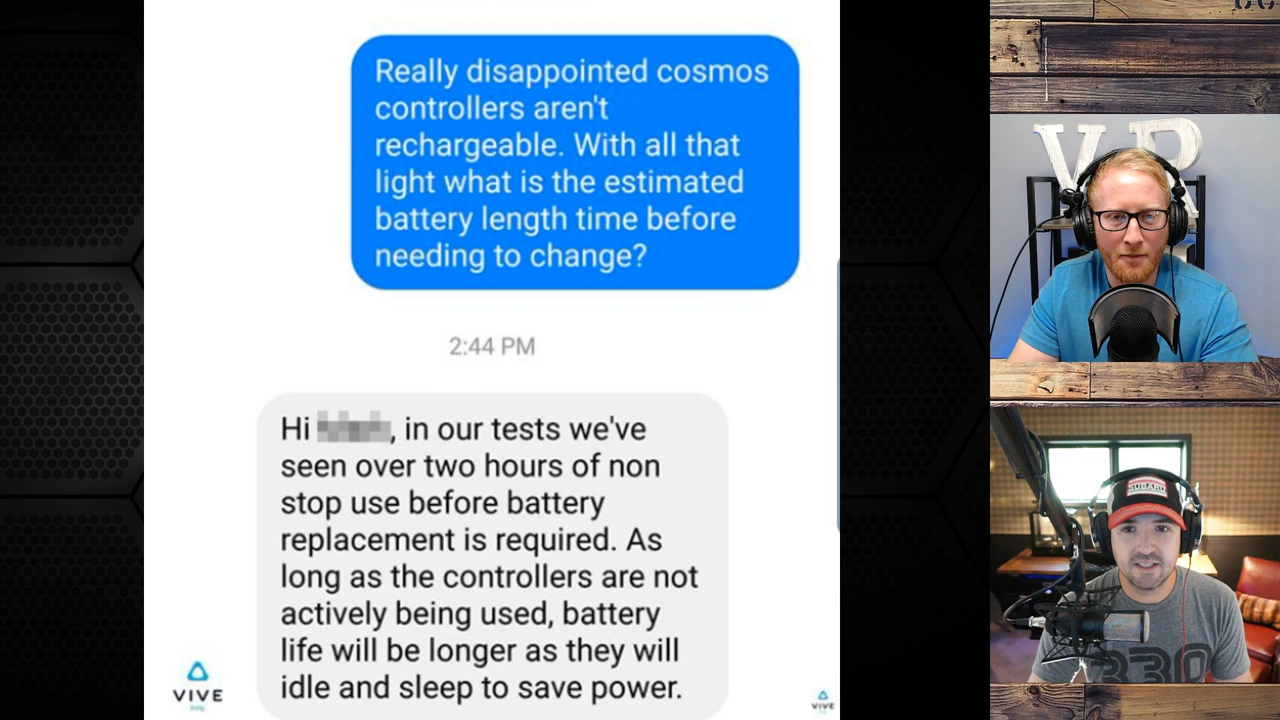 Really disappointed cosmos
controllers aren't
rechargeable. With all that
light what is the estimated
battery length time before
needing to change?
2:44 PM
Hi , in our tests we've
seen over two hours of non
stop use before battery
replacement is required. As
long as the controllers are not
actively being used, battery
life will be longer as they will
idle and sleep to save power.
VIVE
VIVE
VR
SUBARU
330